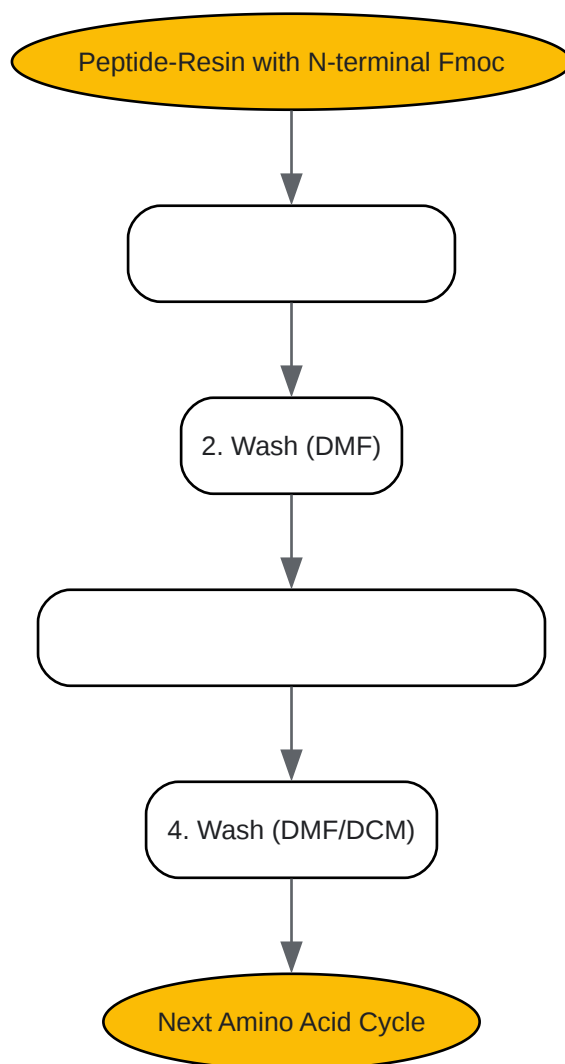 Peptide-Resin with N-terminal Fmoc
2. Wash (DMF)
4. Wash (DMF/DCM)
Next Amino Acid Cycle